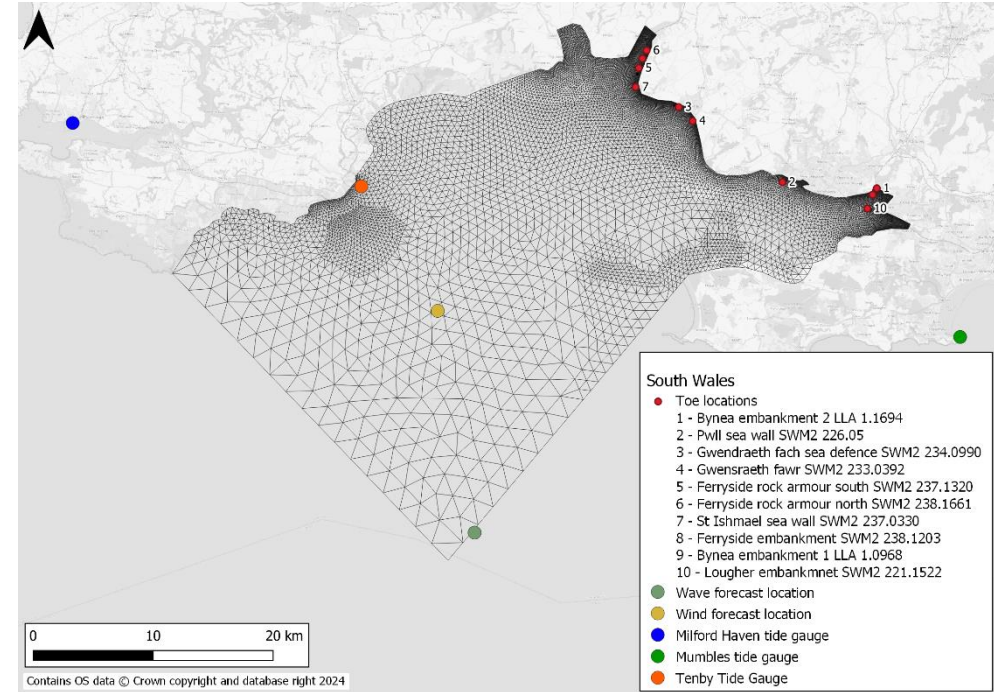 6
5
7
3
4
2
1
10
South Wales
Toe locations
1 - Bynea embankment 2 LLA 1.1694
2 - Pwll sea wall SWM2 226.05
3 - Gwendraeth fach sea defence SWM2 234.0990
4 - Gwensraeth fawr SWM2 233.0392
5 - Ferryside rock armour south SWM2 237.1320
6 - Ferryside rock armour north SWM2 238.1661
7 - St Ishmael sea wall SWM2 237.0330
8 - Ferryside embankment SWM2 238.1203
9 - Bynea embankment 1 LLA 1.0968
10 - Lougher embankmnet SWM2 221.1522
Wave forecast location
Wind forecast location
Milford Haven tide gauge
Mumbles tide gauge
Tenby Tide Gauge
0 10 20 km
Contains OS data © Crown copyright and database right 2024